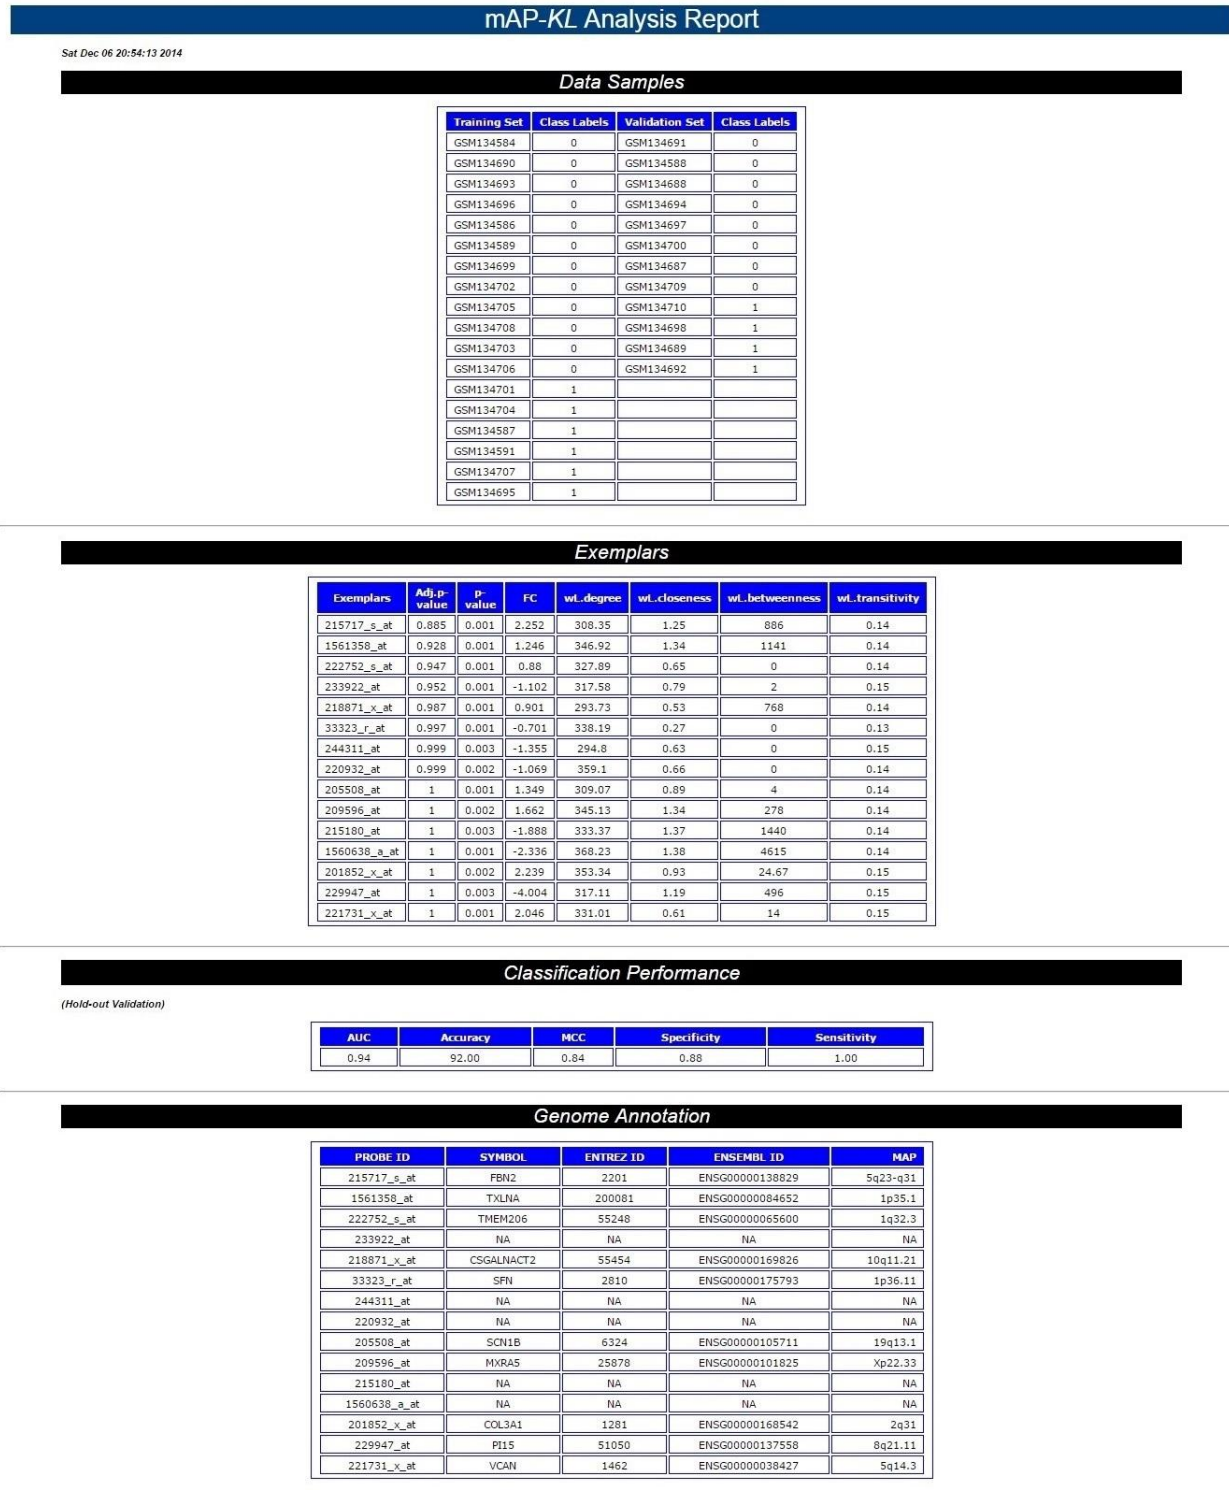 mAP-KL Analysis Report
Sat Dec 06 20:54:13 2014
Data Samples
Training Set Class Labels Validation Set Class Labels
GSM134584 0 GSM134691 0
GSM134690 0 GSM134588 0
GSM134693 0 GSM134688 0
GSM134696 0 GSM134694 0
GSM134586 0 GSM134697 0
GSM134589 0 GSM134700 0
GSM134699 0 GSM134687 0
GSM134702 0 GSM134709 0
GSM134705 0 GSM134710 1
GSM134708 0 GSM134698 1
GSM134703 0 GSM134689 1
GSM134706 0 GSM134692 1
GSM134701 1
GSM134704 1
GSM134587 1
GSM134591 1
GSM134707 1
GSM134695 1
Exemplars
Exemplars Adj.p-value p-value FC wL.degree wL.closeness wL.betweenness wL.transitivity
215717_s_at 0.885 0.001 2.252 308.35 1.25 886 0.14
1561358_at 0.928 0.001 1.246 346.92 1.34 1141 0.14
222752_s_at 0.947 0.001 0.88 327.89 0.65 0 0.14
233922_at 0.952 0.001 -1.102 317.58 0.79 2 0.15
218871_x_at 0.987 0.001 0.901 293.73 0.53 768 0.14
33323_r_at 0.997 0.001 -0.701 338.19 0.27 0 0.13
244311_at 0.999 0.003 -1.355 294.8 0.63 0 0.15
220932_at 0.999 0.002 -1.069 359.1 0.66 0 0.14
205508_at 1 0.001 1.349 309.07 0.89 4 0.14
209596_at 1 0.002 1.662 345.13 1.34 278 0.14
215180_at 1 0.003 -1.888 333.37 1.37 1440 0.14
1560638_a_at 1 0.001 -2.336 368.23 1.38 4615 0.14
201852_x_at 1 0.002 2.239 353.34 0.93 24.67 0.15
229947_at 1 0.003 -4.004 317.11 1.19 496 0.15
221731_x_at 1 0.001 2.046 331.01 0.61 14 0.15
Classification Performance
(Hold-out Validation)
AUC Accuracy MCC Specificity Sensitivity
0.94 92.00 0.84 0.88 1.00
Genome Annotation
PROBE ID SYMBOL ENTREZ ID ENSEMBL ID MAP
215717_s_at FBN2 2201 ENSG00000138829 5q23-q31
1561358_at TXLNA 200081 ENSG00000084652 1p35.1
222752_s_at TMEM206 55248 ENSG00000065600 1q32.3
233922_at NA NA NA NA
218871_x_at CSGALNACT2 55454 ENSG00000169826 10q11.21
33323_r_at SFN 2810 ENSG00000175793 1p36.11
244311_at NA NA NA NA
220932_at NA NA NA NA
205508_at SCN1B 6324 ENSG00000105711 19q13.1
209596_at MXRA5 25878 ENSG00000101825 Xp22.33
215180_at NA NA NA NA
1560638_a_at NA NA NA NA
201852_x_at COL3A1 1281 ENSG00000168542 2q31
229947_at PI15 51050 ENSG00000137558 8q21.11
221731_x_at VCAN 1462 ENSG00000038427 5q14.3